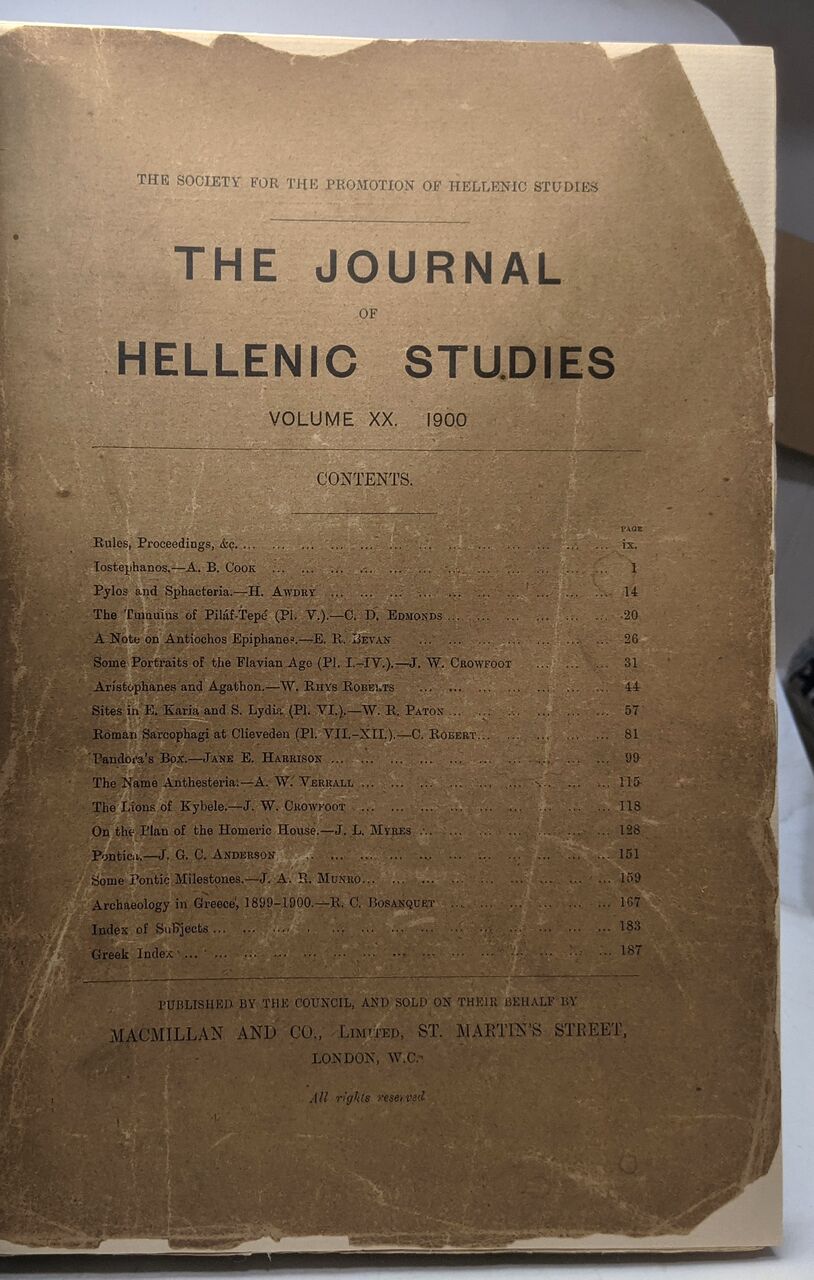 THE SOCIETY FOR THE PROMOTION OF HELLENIC STUDIES
THE JOURNAL
OF
HELLENIC STUDIES
VOLUME XX. 1900
CONTENTS.
PAGE
Rules, Proceedings, &c. ... ... ... ... ... ... ... ... ... ... ... ... ... ix.
Iostephanos.—A. B. COOK ... ... ... ... ... ... ... ... ... ... ... ... 1
Pylos and Sphacteria.—H. AWDRY ... ... ... ... ... ... ... ... ... ... 14
The Tumulus of Piláf-Tepé (Pl. V.).—C. D. EDMONDS ... ... ... ... ... ... 20
A Note on Antiochos Epiphanes.—E. R. BEVAN ... ... ... ... ... ... ... 26
Some Portraits of the Flavian Age (Pl. I.–IV.).—J. W. CROWFOOT ... ... ... 31
Aristophanes and Agathon.—W. RHYS ROBERTS ... ... ... ... ... ... ... 44
Sites in E. Karia and S. Lydia (Pl. VI.).—W. R. PATON ... ... ... ... ... ... 57
Roman Sarcophagi at Clieveden (Pl. VII.–XII.).—C. ROBERT... ... ... ... ... 81
Pandora's Box.—JANE E. HARRISON ... ... ... ... ... ... ... ... ... ... 99
The Name Anthesteria.—A. W. VERRALL ... ... ... ... ... ... ... ... ... 115
The Lions of Kybele.—J. W. CROWFOOT ... ... ... ... ... ... ... ... ... 118
On the Plan of the Homeric House.—J. L. MYRES ... ... ... ... ... ... ... 128
Pontica.—J. G. C. ANDERSON ... ... ... ... ... ... ... ... ... ... ... 151
Some Pontic Milestones.—J. A. R. MUNRO... ... ... ... ... ... ... ... ... 159
Archaeology in Greece, 1899–1900.—R. C. BOSANQUET ... ... ... ... ... ... 167
Index of Subjects ... ... ... ... ... ... ... ... ... ... ... ... ... ... 183
Greek Index ... ... ... ... ... ... ... ... ... ... ... ... ... ... ... 187
PUBLISHED BY THE COUNCIL, AND SOLD ON THEIR BEHALF BY
MACMILLAN AND CO., LIMITED, ST. MARTIN'S STREET,
LONDON, W.C.
All rights reserved